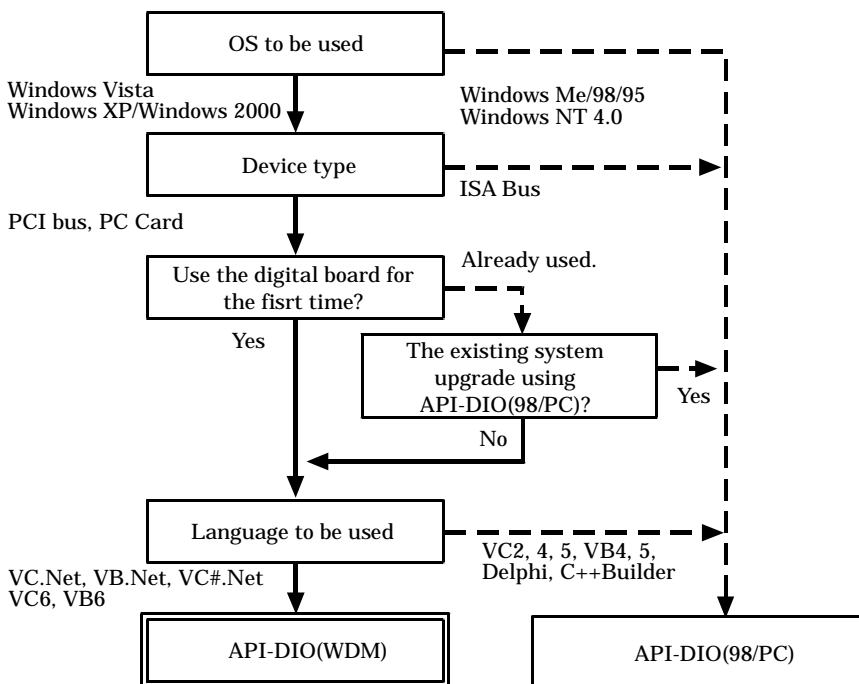 OS to be used
Windows Vista
Windows XP/Windows 2000
Windows Me/98/95
Windows NT 4.0
Device type
ISA Bus
PCI bus, PC Card
Use the digital board for
the fisrt time?
Already used.
Yes
The existing system
upgrade using
API-DIO(98/PC)?
Yes
No
Language to be used
VC2, 4, 5, VB4, 5,
Delphi, C++Builder
VC.Net, VB.Net, VC#.Net
VC6, VB6
API-DIO(WDM)
API-DIO(98/PC)